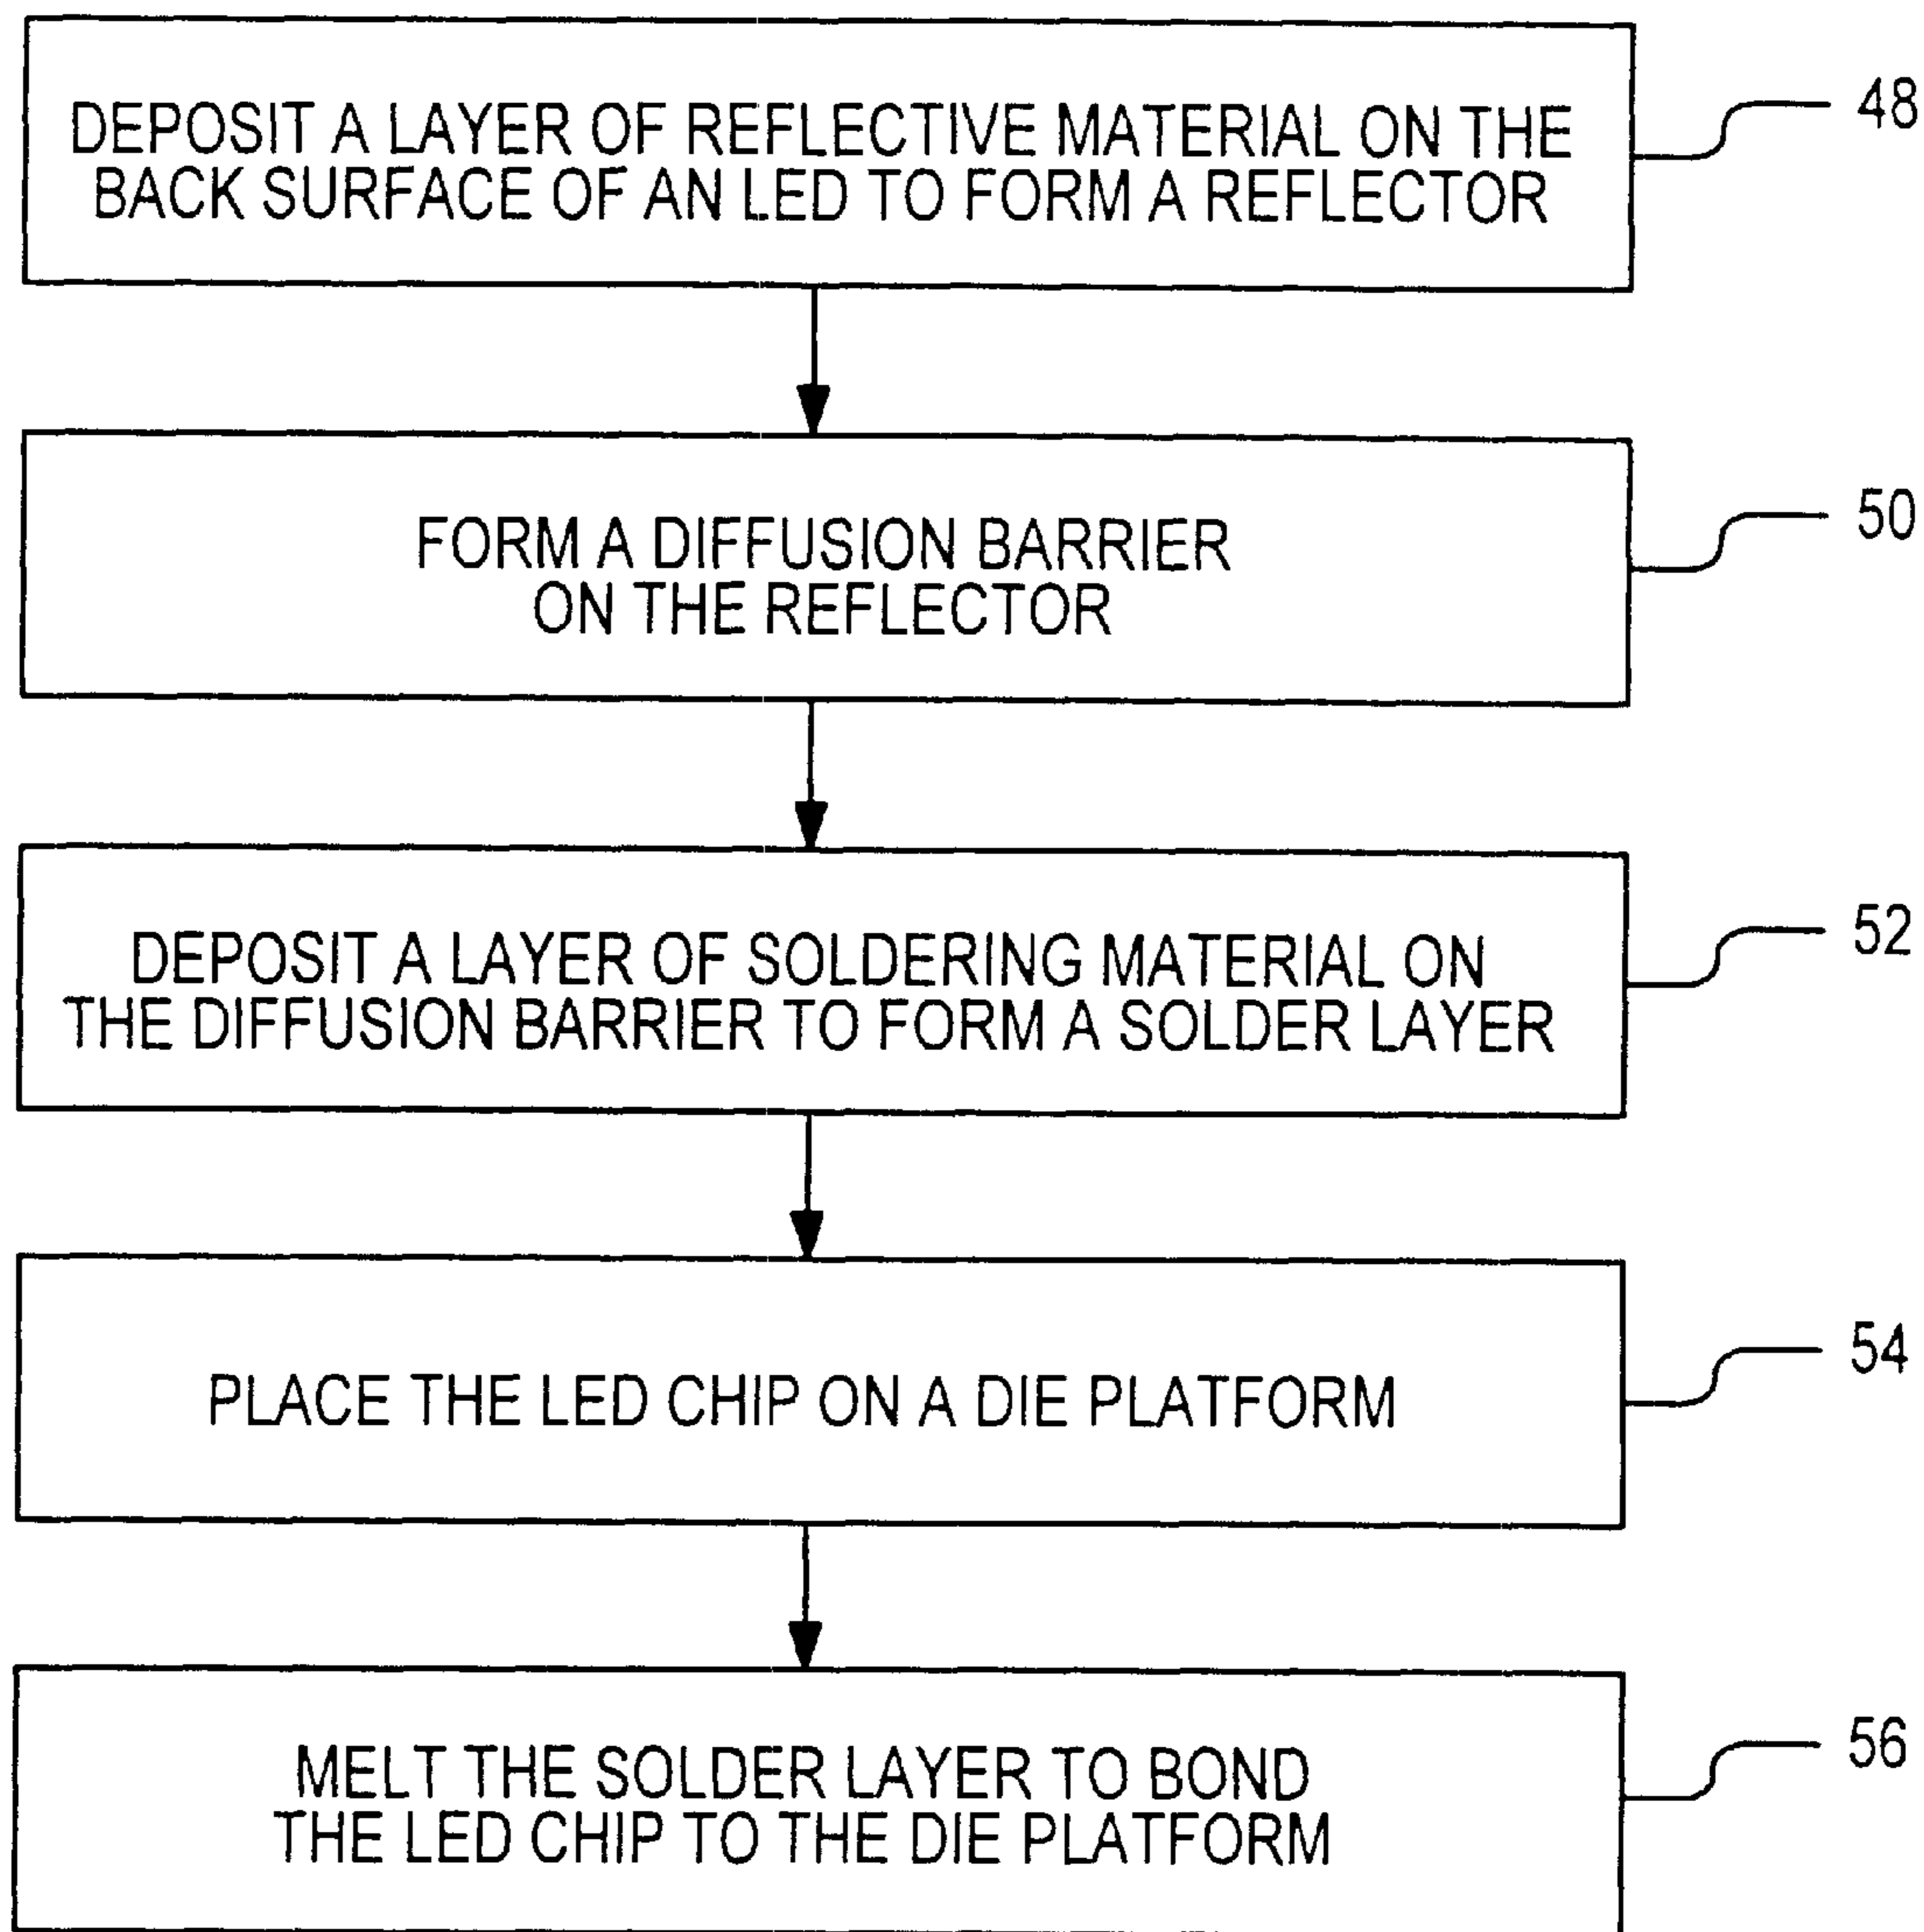 DEPOSIT A LAYER OF REFLECTIVE MATERIAL ON THE
BACK SURFACE OF AN LED TO FORM A REFLECTOR
48
FORM A DIFFUSION BARRIER
ON THE REFLECTOR
50
DEPOSIT A LAYER OF SOLDERING MATERIAL ON
THE DIFFUSION BARRIER TO FORM A SOLDER LAYER
52
PLACE THE LED CHIP ON A DIE PLATFORM
54
MELT THE SOLDER LAYER TO BOND
THE LED CHIP TO THE DIE PLATFORM
56